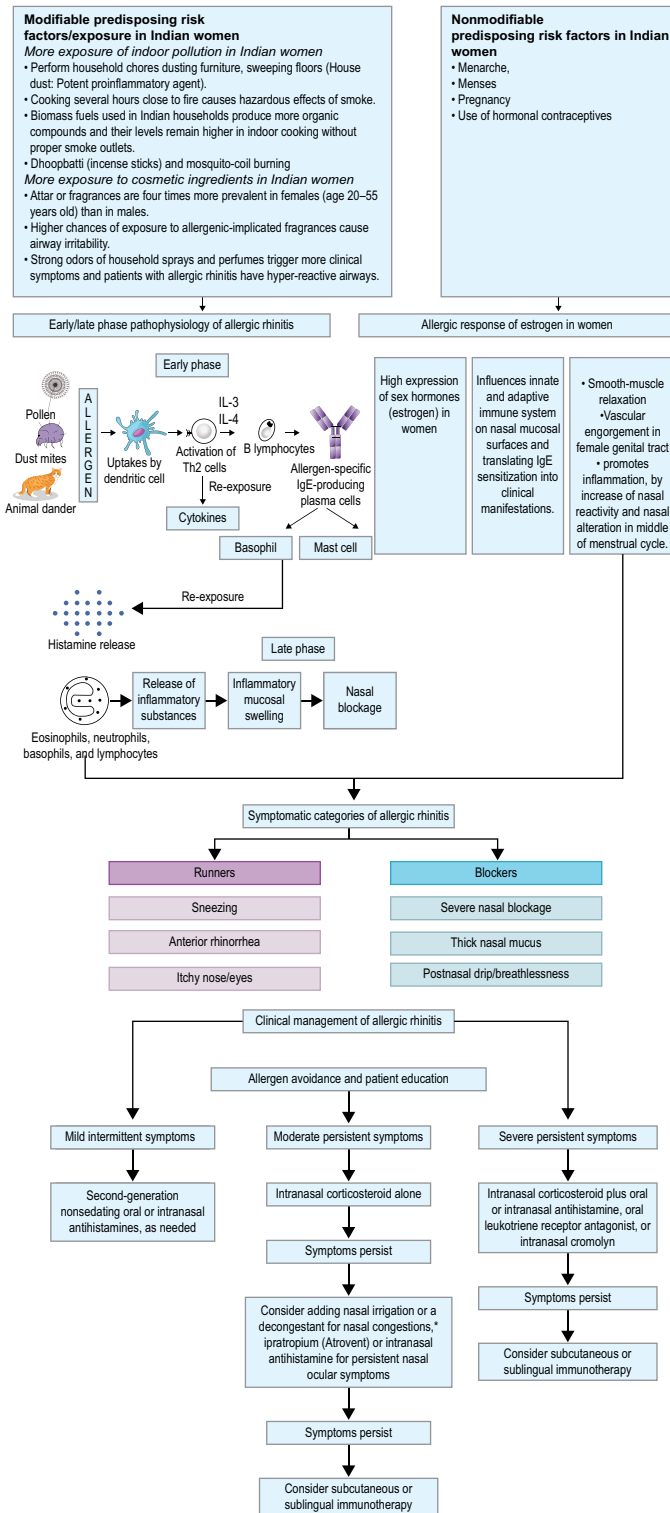 Modifiable predisposing risk
factors/exposure in Indian women
More exposure of indoor pollution in Indian women
• Perform household chores dusting furniture, sweeping floors (House
dust: Potent proinflammatory agent).
• Cooking several hours close to fire causes hazardous effects of smoke.
• Biomass fuels used in Indian households produce more organic
compounds and their levels remain higher in indoor cooking without
proper smoke outlets.
• Dhoopbatti (incense sticks) and mosquito-coil burning
More exposure to cosmetic ingredients in Indian women
• Attar or fragrances are four times more prevalent in females (age 20–55
years old) than in males.
• Higher chances of exposure to allergenic-implicated fragrances cause
airway irritability.
• Strong odors of household sprays and perfumes trigger more clinical
symptoms and patients with allergic rhinitis have hyper-reactive airways.
Nonmodifiable
predisposing risk factors in Indian
women
• Menarche,
• Menses
• Pregnancy
• Use of hormonal contraceptives
Early/late phase pathophysiology of allergic rhinitis
Allergic response of estrogen in women
Early phase
Pollen
Dust mites
Animal dander
ALLERGEN
Uptakes by
dendritic cell
Activation of
Th2 cells
IL-3
IL-4
B lymphocytes
Allergen-specific
IgE-producing
plasma cells
Re-exposure
Cytokines
Basophil
Mast cell
Re-exposure
Histamine release
High expression
of sex hormones
(estrogen) in
women
Influences innate
and adaptive
immune system
on nasal mucosal
surfaces and
translating IgE
sensitization into
clinical
manifestations.
• Smooth-muscle
relaxation
•Vascular
engorgement in
female genital tract
• promotes
inflammation, by
increase of nasal
reactivity and nasal
alteration in middle
of menstrual cycle.
Late phase
Eosinophils, neutrophils,
basophils, and lymphocytes
Release of
inflammatory
substances
Inflammatory
mucosal
swelling
Nasal
blockage
Symptomatic categories of allergic rhinitis
Runners
Sneezing
Anterior rhinorrhea
Itchy nose/eyes
Blockers
Severe nasal blockage
Thick nasal mucus
Postnasal drip/breathlessness
Clinical management of allergic rhinitis
Allergen avoidance and patient education
Mild intermittent symptoms
Second-generation
nonsedating oral or intranasal
antihistamines, as needed
Moderate persistent symptoms
Intranasal corticosteroid alone
Symptoms persist
Consider adding nasal irrigation or a
decongestant for nasal congestions,*
ipratropium (Atrovent) or intranasal
antihistamine for persistent nasal
ocular symptoms
Symptoms persist
Consider subcutaneous or
sublingual immunotherapy
Severe persistent symptoms
Intranasal corticosteroid plus oral
or intranasal antihistamine, oral
leukotriene receptor antagonist, or
intranasal cromolyn
Symptoms persist
Consider subcutaneous or
sublingual immunotherapy